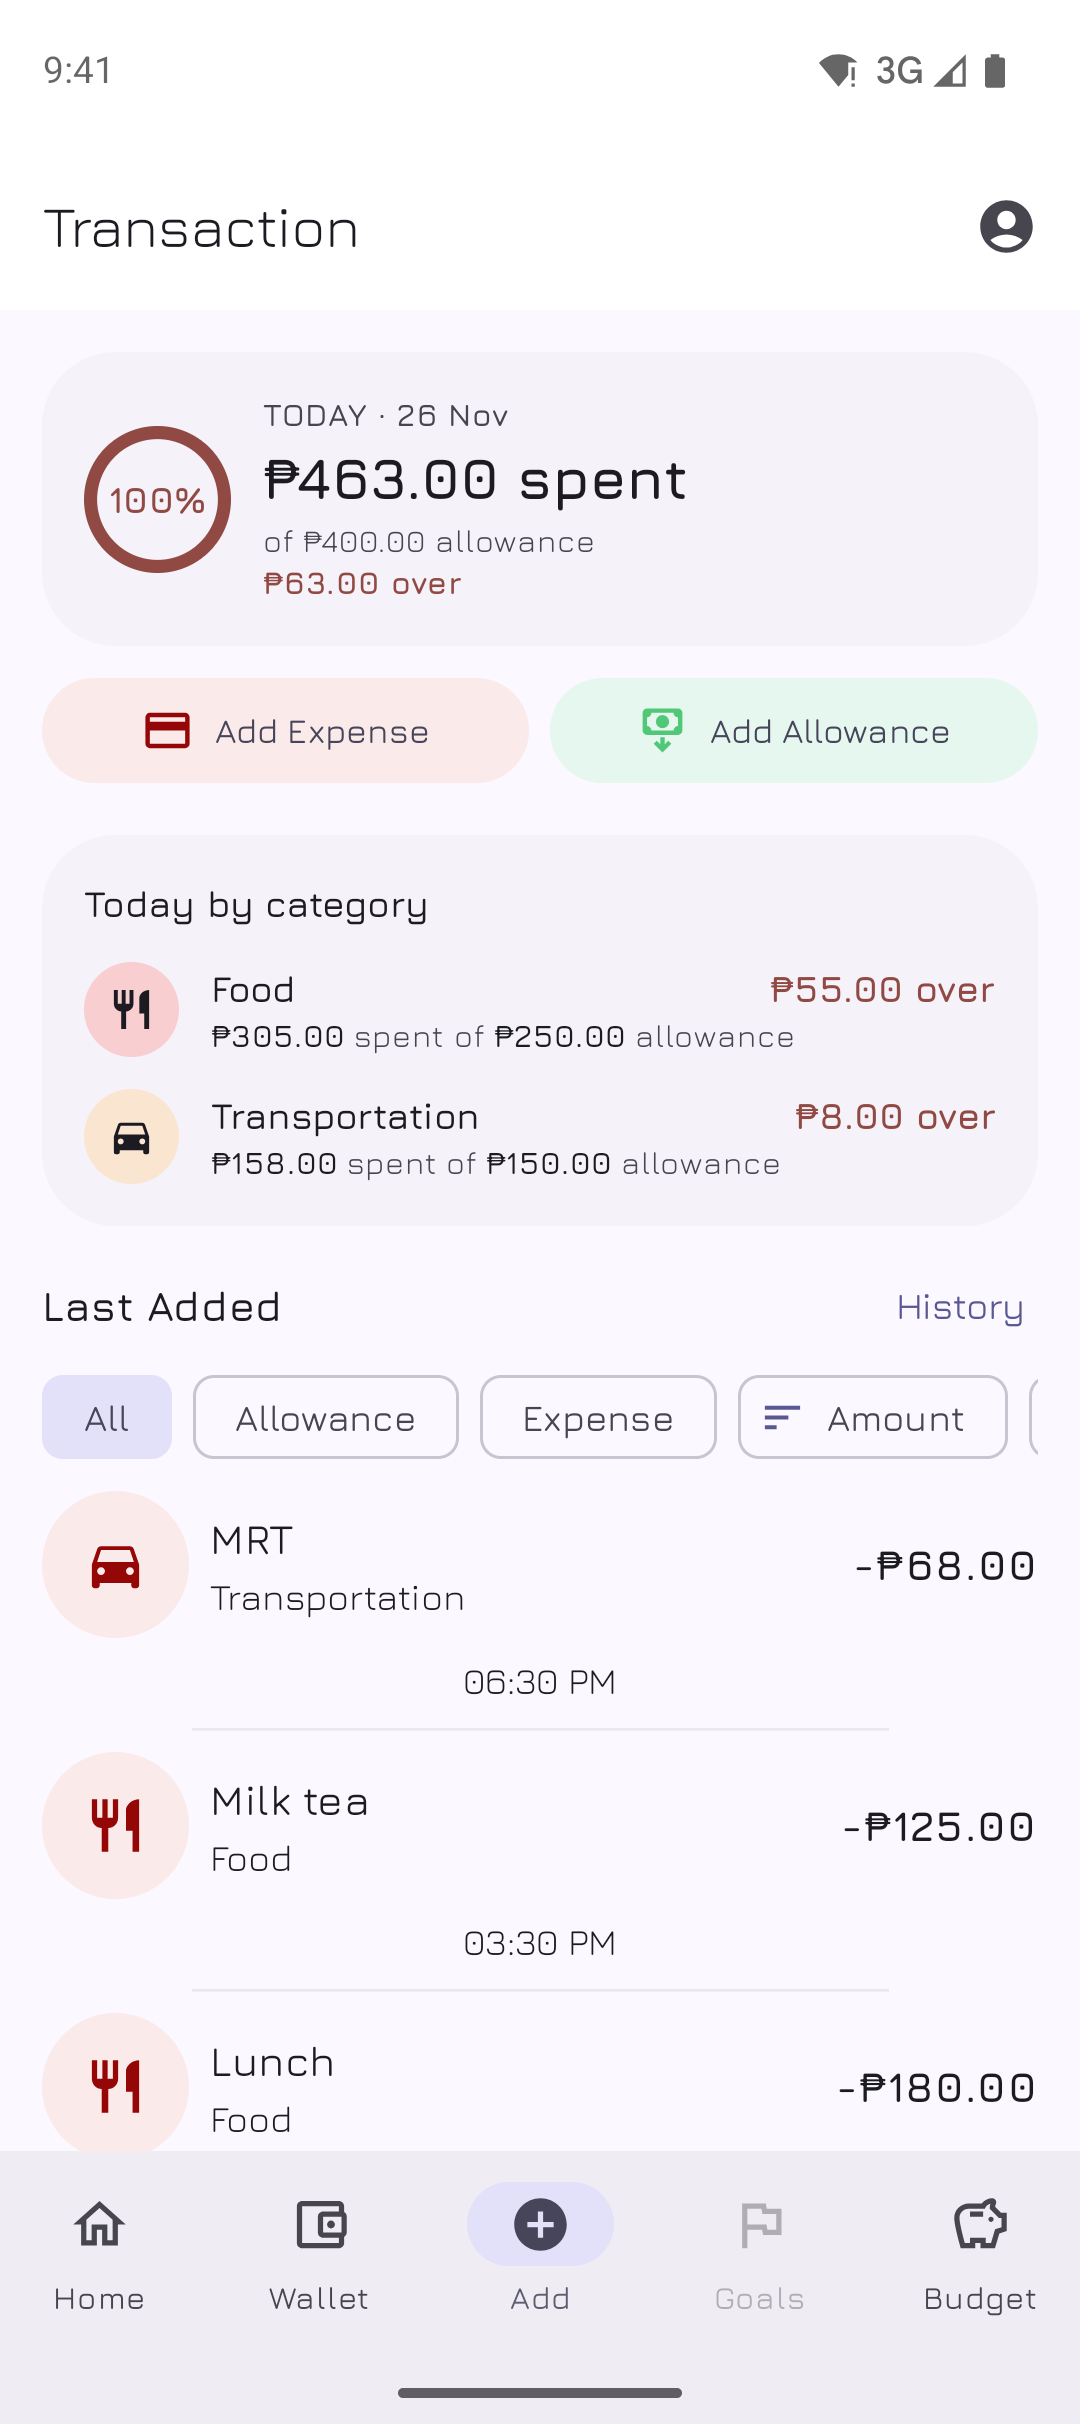 9:41
3G
Transaction
TODAY · 26 Nov
100%
₱463.00 spent
of ₱400.00 allowance
₱63.00 over
Add Expense
Add Allowance
Today by category
Food
₱55.00 over
₱305.00 spent of ₱250.00 allowance
Transportation
₱8.00 over
₱158.00 spent of ₱150.00 allowance
Last Added
History
All
Allowance
Expense
Amount
MRT
Transportation
-₱68.00
06:30 PM
Milk tea
Food
-₱125.00
03:30 PM
Lunch
Food
-₱180.00
Home
Wallet
Add
Goals
Budget